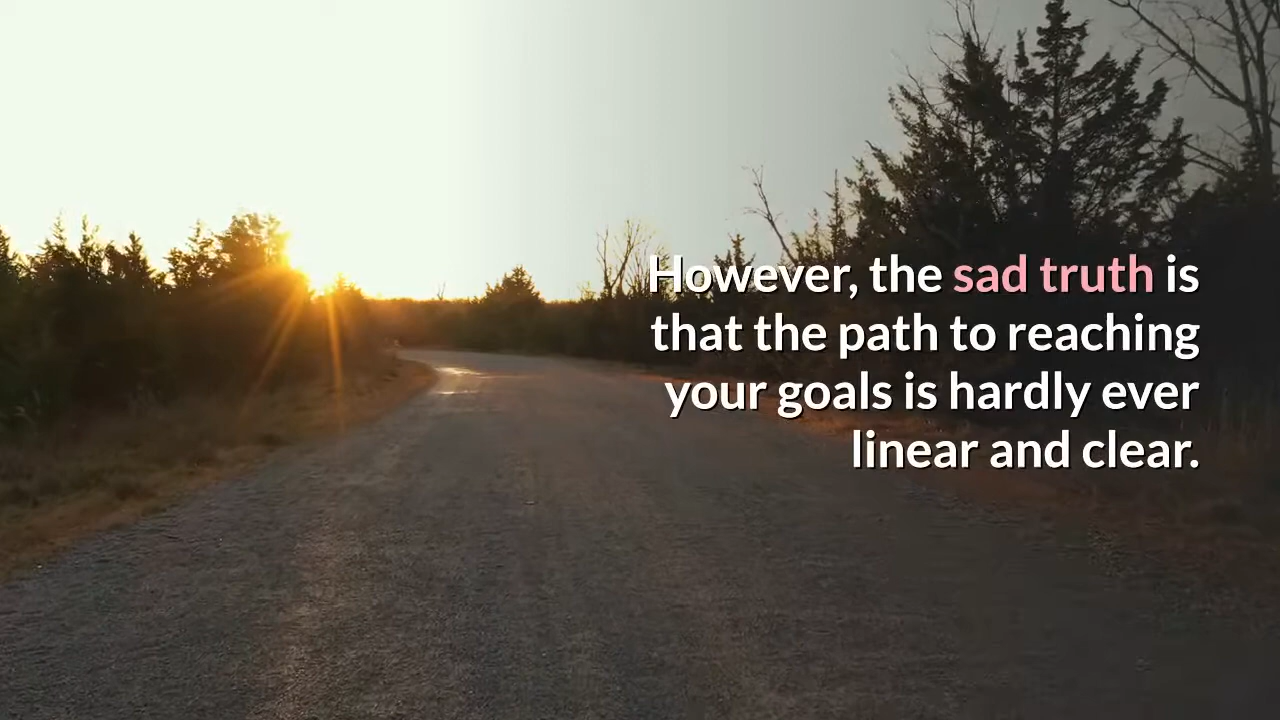 However, the sad truth is
that the path to reaching
your goals is hardly ever
linear and clear.